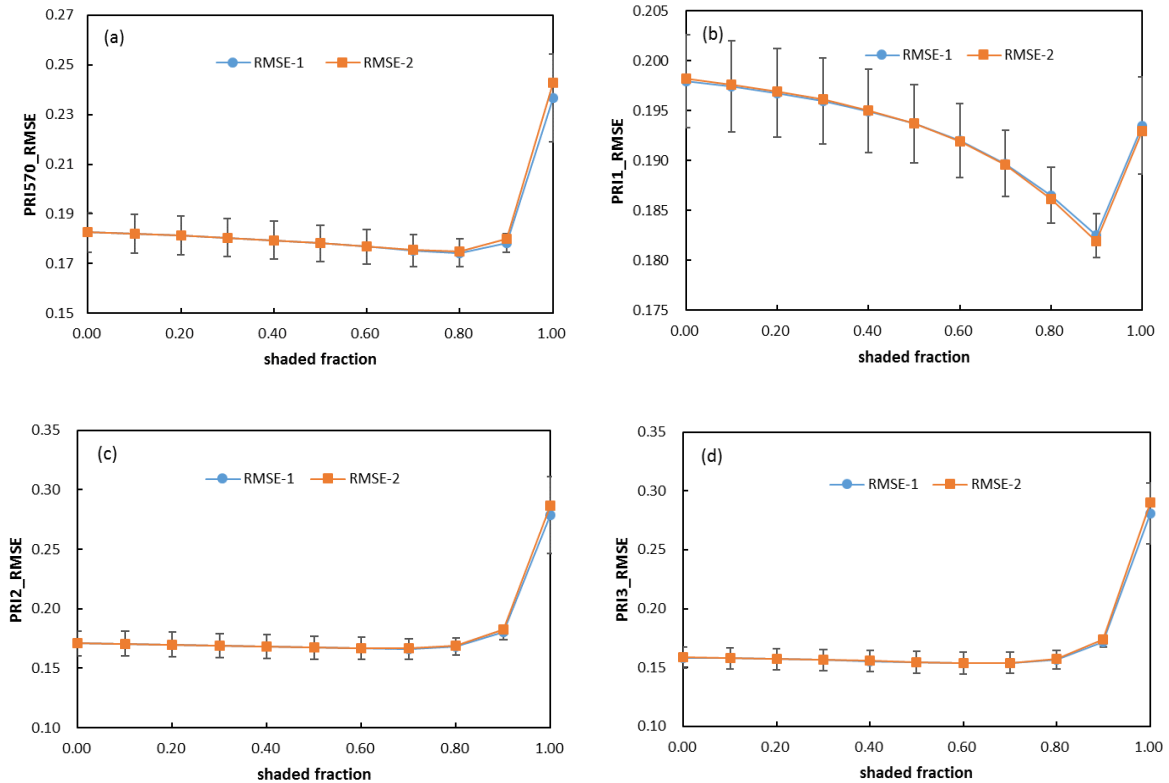 (a)
RMSE-1 RMSE-2
PRI570_RMSE
0.27
0.25
0.23
0.21
0.19
0.17
0.15
0.00 0.20 0.40 0.60 0.80 1.00
shaded fraction
(b)
RMSE-1 RMSE-2
PRI1_RMSE
0.205
0.200
0.195
0.190
0.185
0.180
0.175
0.00 0.20 0.40 0.60 0.80 1.00
shaded fraction
(c)
RMSE-1 RMSE-2
PRI2_RMSE
0.35
0.30
0.25
0.20
0.15
0.10
0.00 0.20 0.40 0.60 0.80 1.00
shaded fraction
(d)
RMSE-1 RMSE-2
PRI3_RMSE
0.35
0.30
0.25
0.20
0.15
0.10
0.00 0.20 0.40 0.60 0.80 1.00
shaded fraction